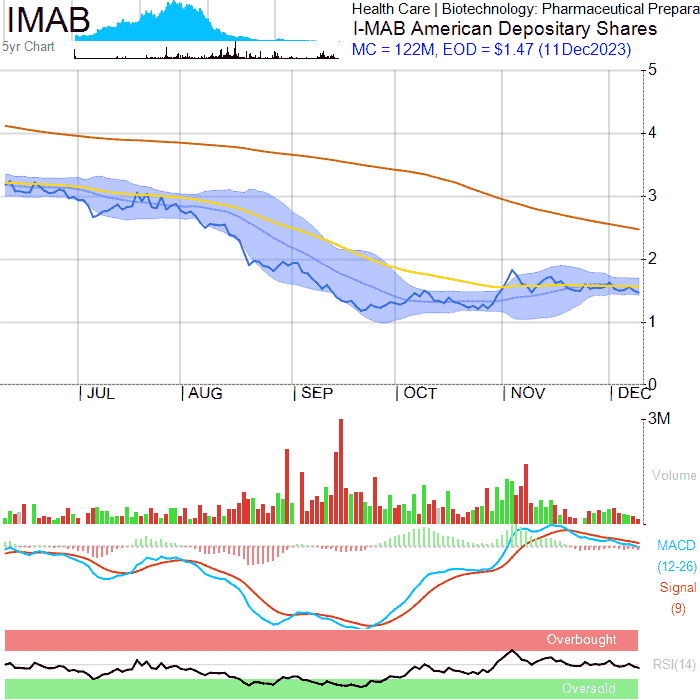 IMAB
5yr Chart
Health Care | Biotechnology: Pharmaceutical Prepara
I-MAB American Depositary Shares
MC = 122M, EOD = $1.47 (11Dec2023)
5
4
3
2
1
0
JUL AUG SEP OCT NOV DEC
3M
Volume
MACD
(12-26)
Signal
(9)
Overbought
RSI(14)
Oversold